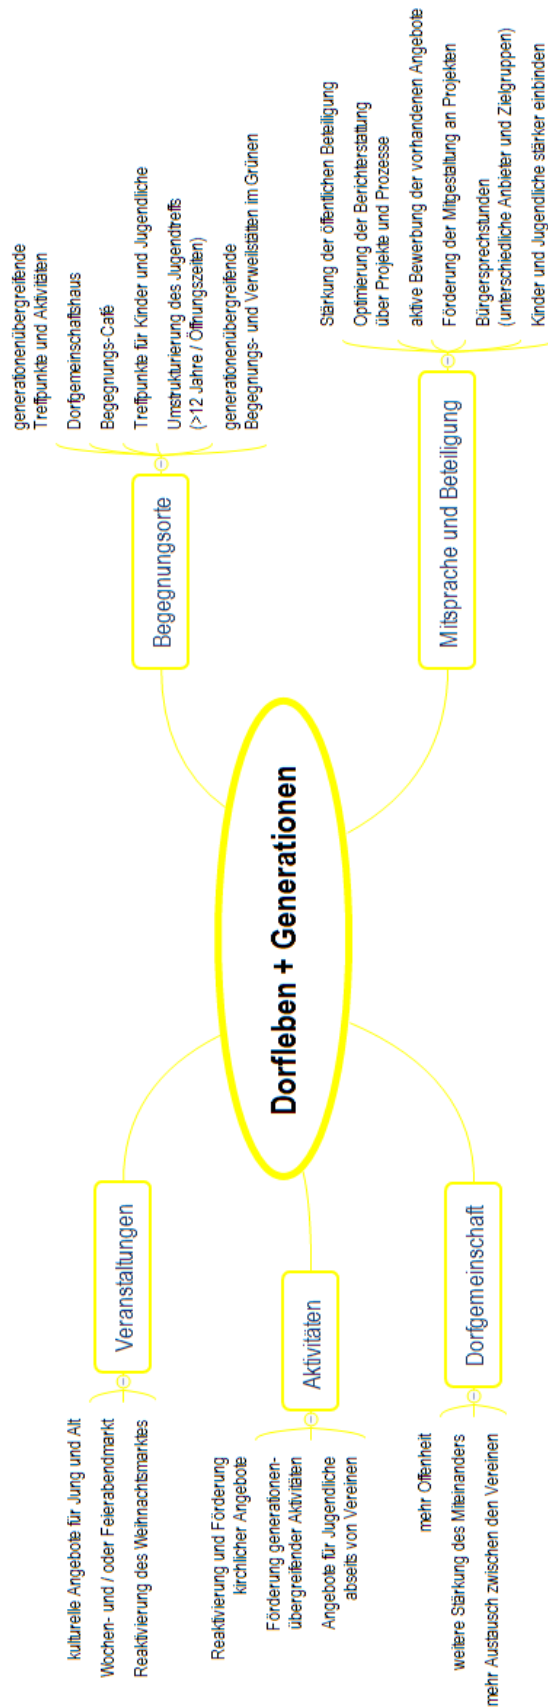 Dorfleben + Generationen
Veranstaltungen
kulturelle Angebote für Jung und Alt
Wochen- und / oder Feierabendmarkt
Reaktivierung des Weihnachtsmarktes
Aktivitäten
Reaktivierung und Förderung
kirchlicher Angebote
Förderung generationen-
übergreifender Aktivitäten
Angebote für Jugendliche
abseits von Vereinen
Dorfgemeinschaft
mehr Offenheit
weitere Stärkung des Miteinanders
mehr Austausch zwischen den Vereinen
Begegnungsorte
generationenübergreifende
Treffpunkte und Aktivitäten
Dorfgemeinschaftshaus
Begegnungs-Café
Treffpunkte für Kinder und Jugendliche
Umstrukturierung des Jugendtreffs
(>12 Jahre / Öffnungszeiten)
generationenübergreifende
Begegnungs- und Verweilstätten im Grünen
Mitsprache und Beteiligung
Stärkung der öffentlichen Beteiligung
Optimierung der Berichterstattung
über Projekte und Prozesse
aktive Bewerbung der vorhandenen Angebote
Förderung der Mitgestaltung an Projekten
Bürgersprechstunden
(unterschiedliche Anbieter und Zielgruppen)
Kinder und Jugendliche stärker einbinden